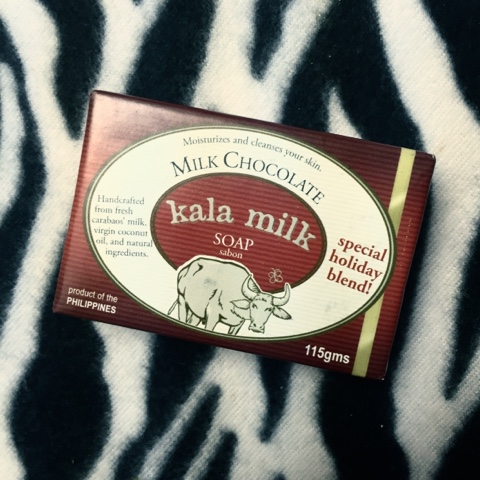 Moisturizes and cleanses your skin.
MILK CHOCOLATE
kala milk
SOAP
sabon
Handcrafted
from fresh
carabaos' milk,
virgin coconut
oil, and natural
ingredients.
special
holiday
blend!
product of the
PHILIPPINES
115gms